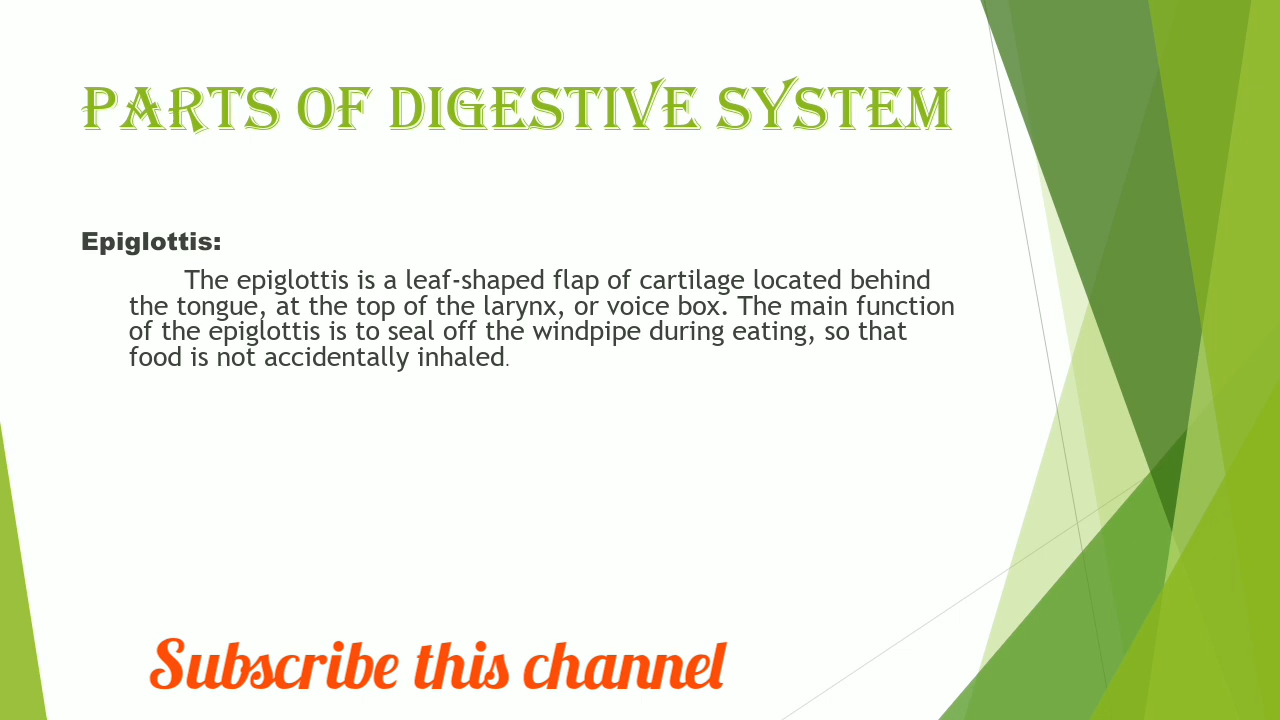 PARTS OF DIGESTIVE SYSTEM
Epiglottis:
The epiglottis is a leaf-shaped flap of cartilage located behind
the tongue, at the top of the larynx, or voice box. The main function
of the epiglottis is to seal off the windpipe during eating, so that
food is not accidentally inhaled.
Subscribe this channel